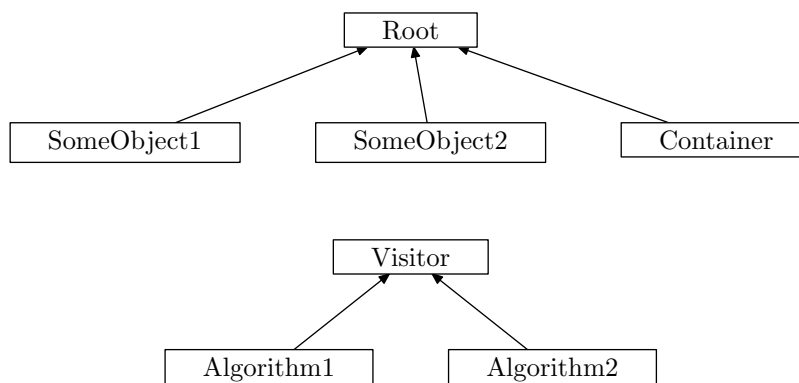 Root
SomeObject1
SomeObject2
Container
Visitor
Algorithm1
Algorithm2